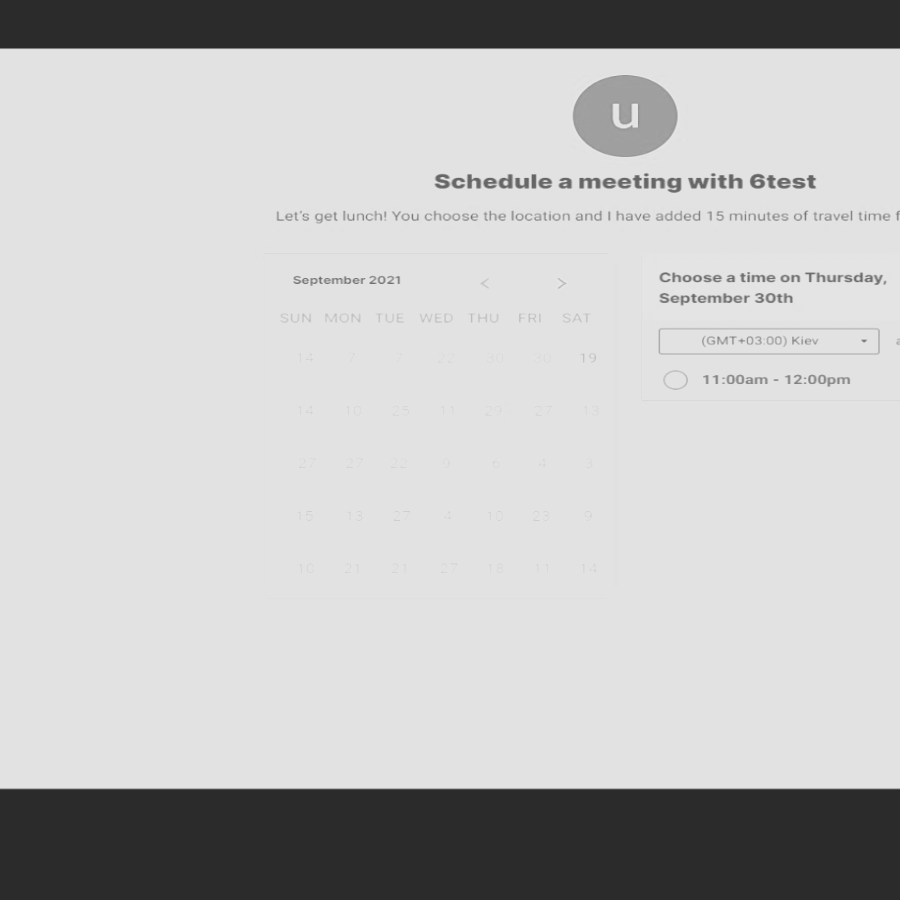 u
Schedule a meeting with 6test
Let's get lunch! You choose the location and I have added 15 minutes of travel time
September 2021 < >
SUN MON TUE WED THU FRI SAT
14 7 7 22 30 30 19
14 10 25 11 29 27 13
27 27 22 9 6 4 3
15 13 27 4 10 23 9
10 21 21 27 18 11 14
Choose a time on Thursday,
September 30th
(GMT+03:00) Kiev
11:00am - 12:00pm